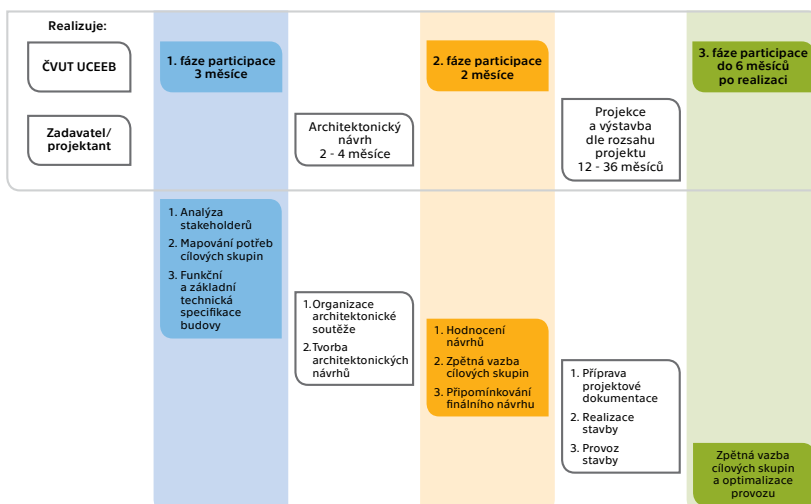 Realizuje:
ČVUT UCEEB
1. fáze participace
3 měsíce
2. fáze participace
2 měsíce
3. fáze participace
do 6 měsíců
po realizaci
Zadavatel/
projektant
Architektonický
návrh
2 - 4 měsíce
Projekce
a výstavba
dle rozsahu
projektu
12 - 36 měsíců
1. Analýza
stakeholderů
2. Mapování potřeb
cílových skupin
3. Funkční
a základní
technická
specifikace
budovy
1. Organizace
architektonické
soutěže
2. Tvorba
architektonických
návrhů
1. Hodnocení
návrhů
2. Zpětná vazba
cílových skupin
3. Připomínkování
finálního návrhu
1. Příprava
projektové
dokumentace
2. Realizace
stavby
3. Provoz
stavby
Zpětná vazba
cílových skupin
a optimalizace
provozu